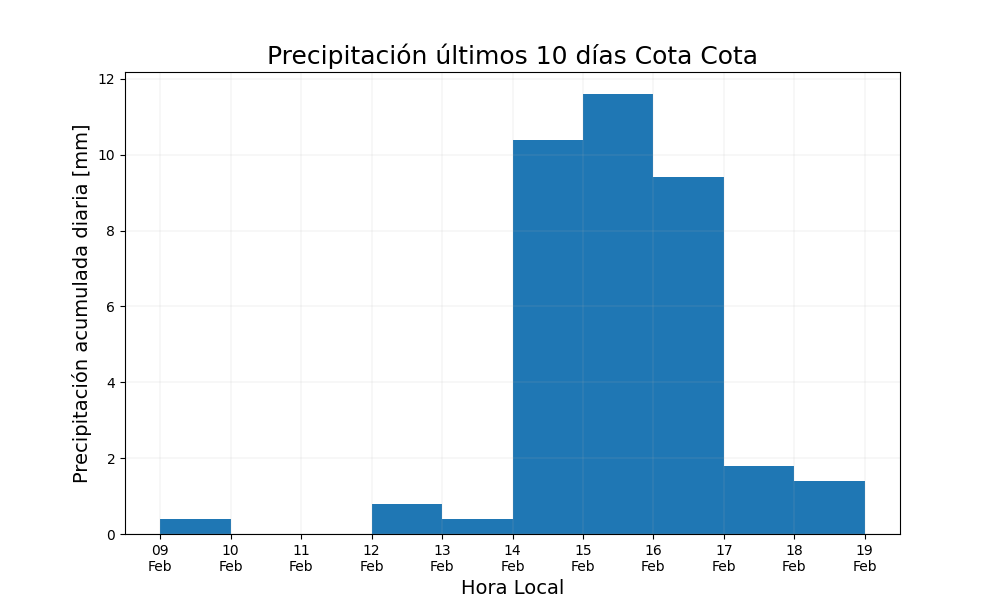 Precipitación últimos 10 días Cota Cota
Precipitación acumulada diaria [mm]
12
10
8
6
4
2
0
09 10 11 12 13 14 15 16 17 18 19
Feb Feb Feb Feb Feb Feb Feb Feb Feb Feb Feb
Hora Local